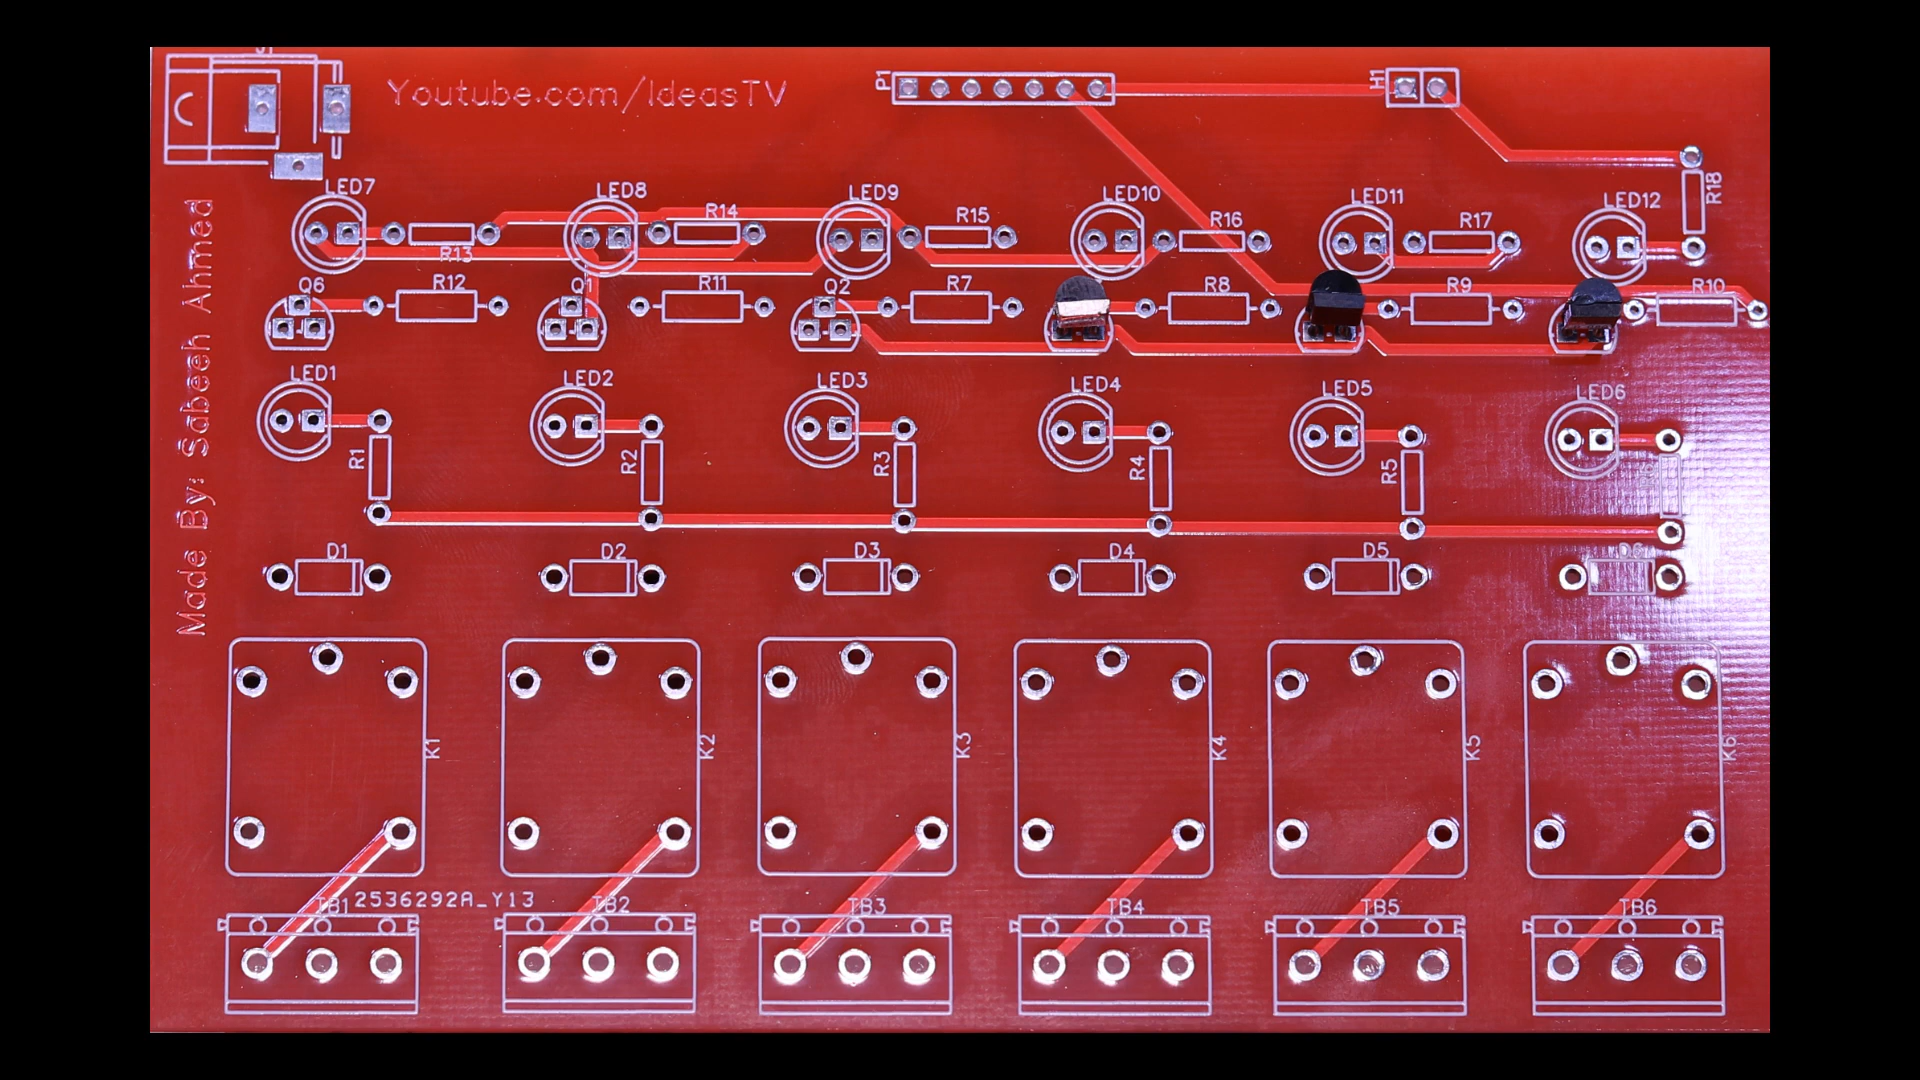 Youtube.com/IdeasTV
P1
H1
Made By: Sabeeh Ahmed
LED7
LED8
LED9
LED10
LED11
LED12
R13
R14
R15
R16
R17
R18
Q6
R12
Q1
R11
Q2
R7
R8
R9
R10
LED1
LED2
LED3
LED4
LED5
LED6
R1
R2
R3
R4
R5
D1
D2
D3
D4
D5
D6
K1
K2
K3
K4
K5
K6
2536292A_Y13
TB1
TB2
TB3
TB4
TB5
TB6